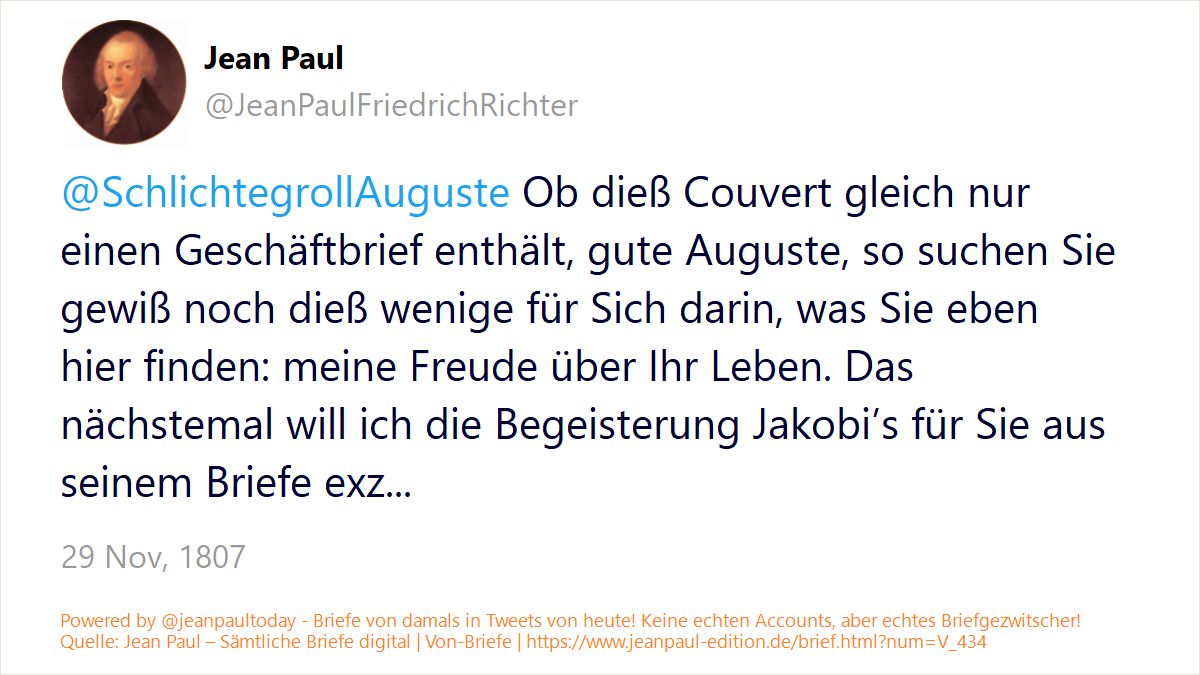 Jean Paul
@JeanPaulFriedrichRichter
@SchlichtegrollAuguste Ob dieß Couvert gleich nur
einen Geschäftbrief enthält, gute Auguste, so suchen Sie
gewiß noch dieß wenige für Sich darin, was Sie eben
hier finden: meine Freude über Ihr Leben. Das
nächstemal will ich die Begeisterung Jakobi’s für Sie aus
seinem Briefe exz...
29 Nov, 1807
Powered by @jeanpaultoday - Briefe von damals in Tweets von heute! Keine echten Accounts, aber echtes Briefgezwitscher!
Quelle: Jean Paul – Sämtliche Briefe digital | Von-Briefe | https://www.jeanpaul-edition.de/brief.html?num=V_434